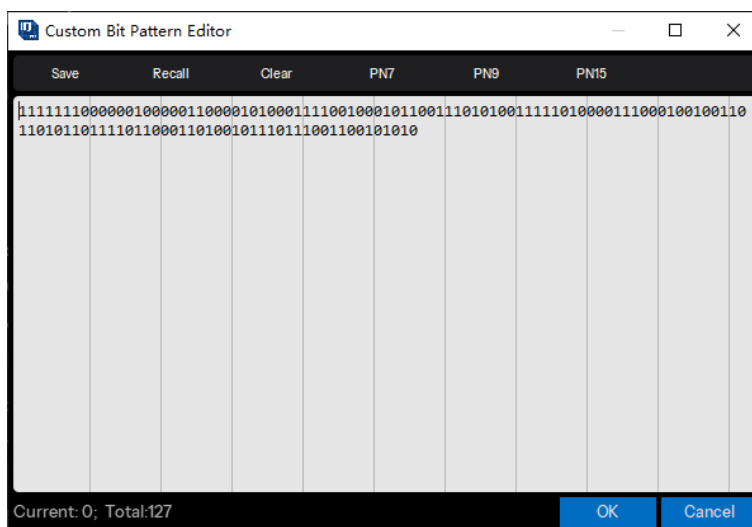 Custom Bit Pattern Editor
Save Recall Clear PN7 PN9 PN15
1111111000000100000110000101000111100100010110011101010011111010000111000100100110
110101101111011000110100101110111001100101010
Current: 0; Total:127 OK Cancel